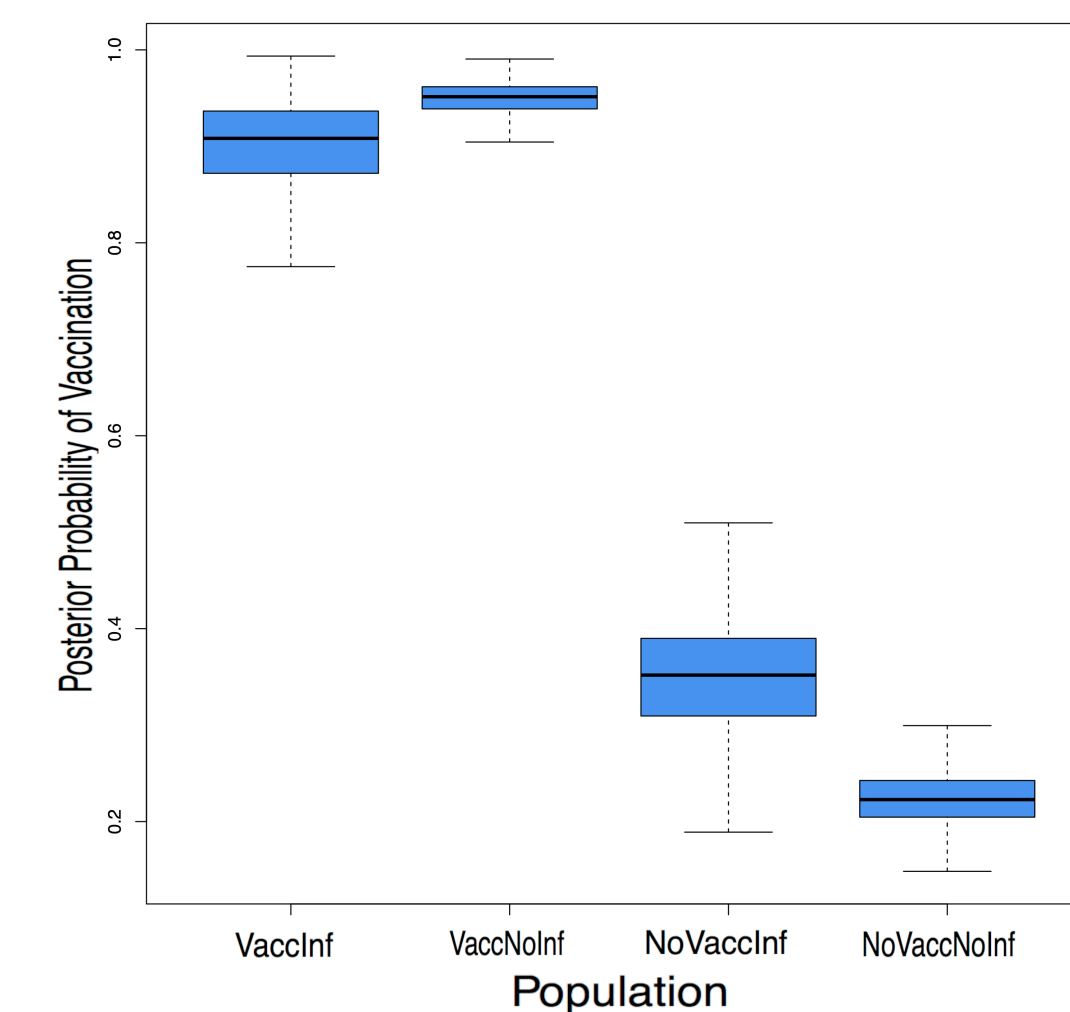 Posterior Probability of Vaccination
1.0
0.8
0.6
0.4
0.2
VaccInf VaccNoInf NoVaccInf NoVaccNoInf
Population